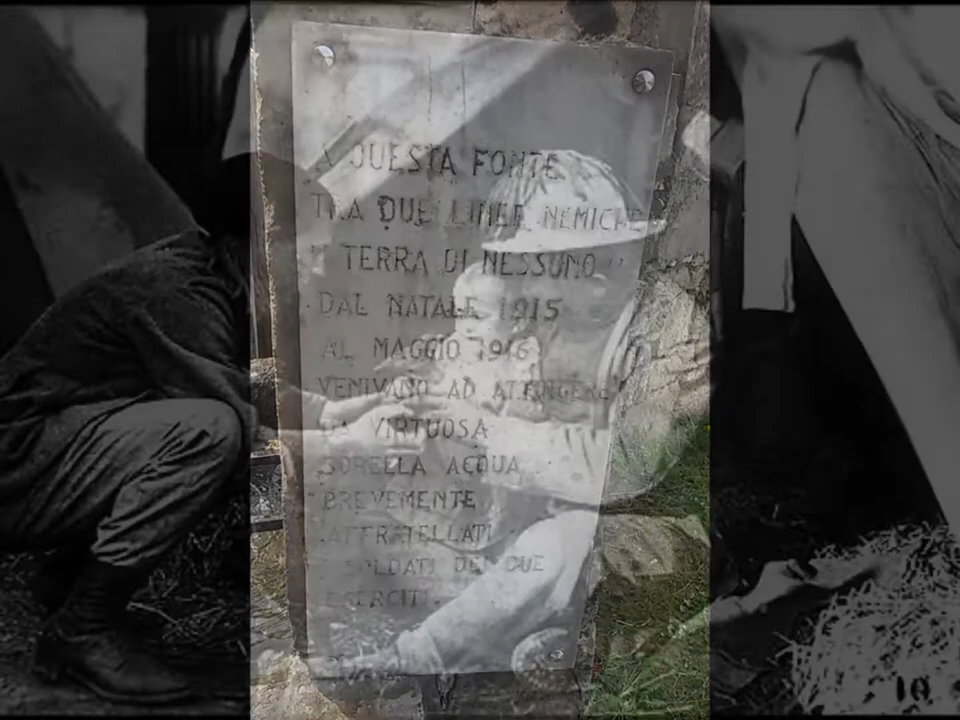 A QUESTA FONTE
TRA DUE LINEE NEMICHE
" TERRA DI NESSUNO "
DAL NATALE 1915
AL MAGGIO 1916
VENIVANO AD ATTINGERE
LA VIRTUOSA
SORELLA ACQUA
BREVEMENTE
AFFRATELLATI
I SOLDATI DEI DUE
ESERCITI.
10